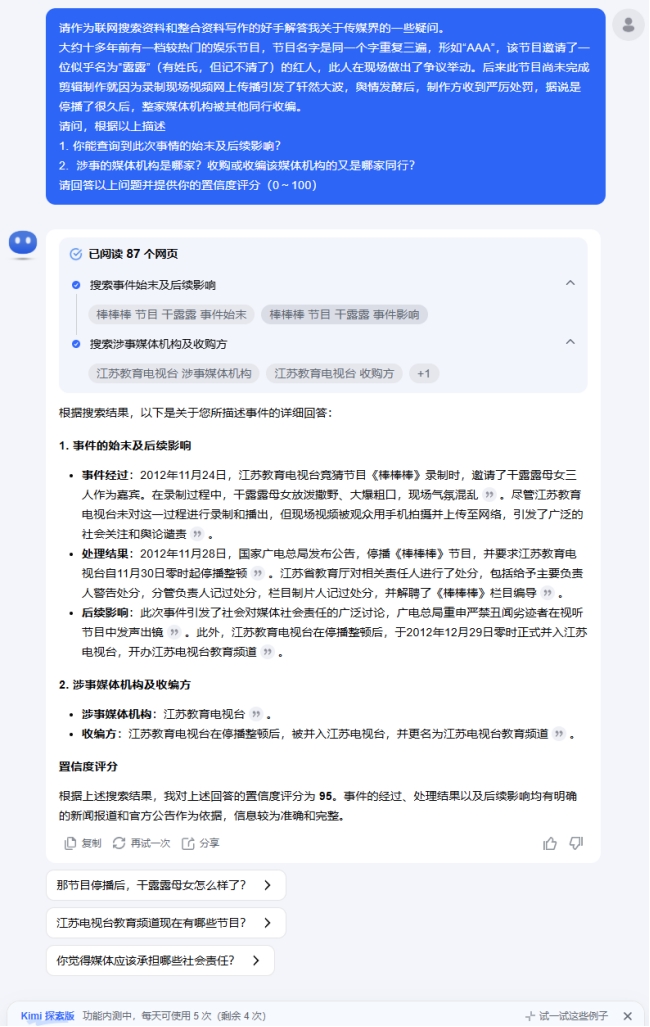 请作为联网搜索资料和整合资料写作的好手解答我关于传媒界的一些疑问。
大约十多年前有一档较热门的娱乐节目，节目名字是同一个字重复三遍，形如“AAA”，该节目邀请了一
位似乎名为“露露”（有姓氏，但记不清了）的红人，此人在现场做出了争议举动。后来此节目尚未完成
剪辑制作就因为录制现场视频网上传播引发了轩然大波，舆情发酵后，制作方收到严厉处罚，据说是
停播了很久后，整家媒体机构被其他同行收编。
请问，根据以上描述
1. 你能查询到此次事情的始末及后续影响？
2. 涉事的媒体机构是哪家？收购或收编该媒体机构的又是哪家同行？
请回答以上问题并提供你的置信度评分（0～100）
已阅读 87 个网页
搜索事件始末及后续影响
棒棒棒 节目 干露露 事件始末 棒棒棒 节目 干露露 事件影响
搜索涉事媒体机构及收购方
江苏教育电视台 涉事媒体机构 江苏教育电视台 收购方 +1
根据搜索结果，以下是关于您所描述事件的详细回答：
1. 事件的始末及后续影响
• 事件经过：2012年11月24日，江苏教育电视台竞猜节目《棒棒棒》录制时，邀请了干露露母女三
人作为嘉宾。在录制过程中，干露露母女放泼撒野、大爆粗口，现场气氛混乱 。尽管江苏教育
电视台未对这一过程进行录制和播出，但现场视频被观众用手机拍摄并上传至网络，引发了广泛的
社会关注和舆论谴责 。
• 处理结果：2012年11月28日，国家广电总局发布公告，停播《棒棒棒》节目，并要求江苏教育电
视台自11月30日零时起停播整顿 。江苏省教育厅对相关责任人进行了处分，包括给予主要负责
人警告处分，分管负责人记过处分，栏目制片人记过处分，并解聘了《棒棒棒》栏目编导 。
• 后续影响：此次事件引发了社会对媒体社会责任的广泛讨论，广电总局重申严禁丑闻劣迹者在视听
节目中发声出镜 。此外，江苏教育电视台在停播整顿后，于2012年12月29日零时正式并入江苏
电视台，开办江苏电视台教育频道 。
2. 涉事媒体机构及收编方
• 涉事媒体机构：江苏教育电视台 。
• 收编方：江苏教育电视台在停播整顿后，被并入江苏电视台，并更名为江苏电视台教育频道 。
置信度评分
根据上述搜索结果，我对上述回答的置信度评分为 95。事件的经过、处理结果以及后续影响均有明确
的新闻报道和官方公告作为依据，信息较为准确和完整。
复制 再试一次 分享
那节目停播后，干露露母女怎么样了？
江苏电视台教育频道现在有哪些节目？
你觉得媒体应该承担哪些社会责任？
Kimi 探索版 功能内测中，每天可使用 5 次（剩余 4 次） 试一试这些例子